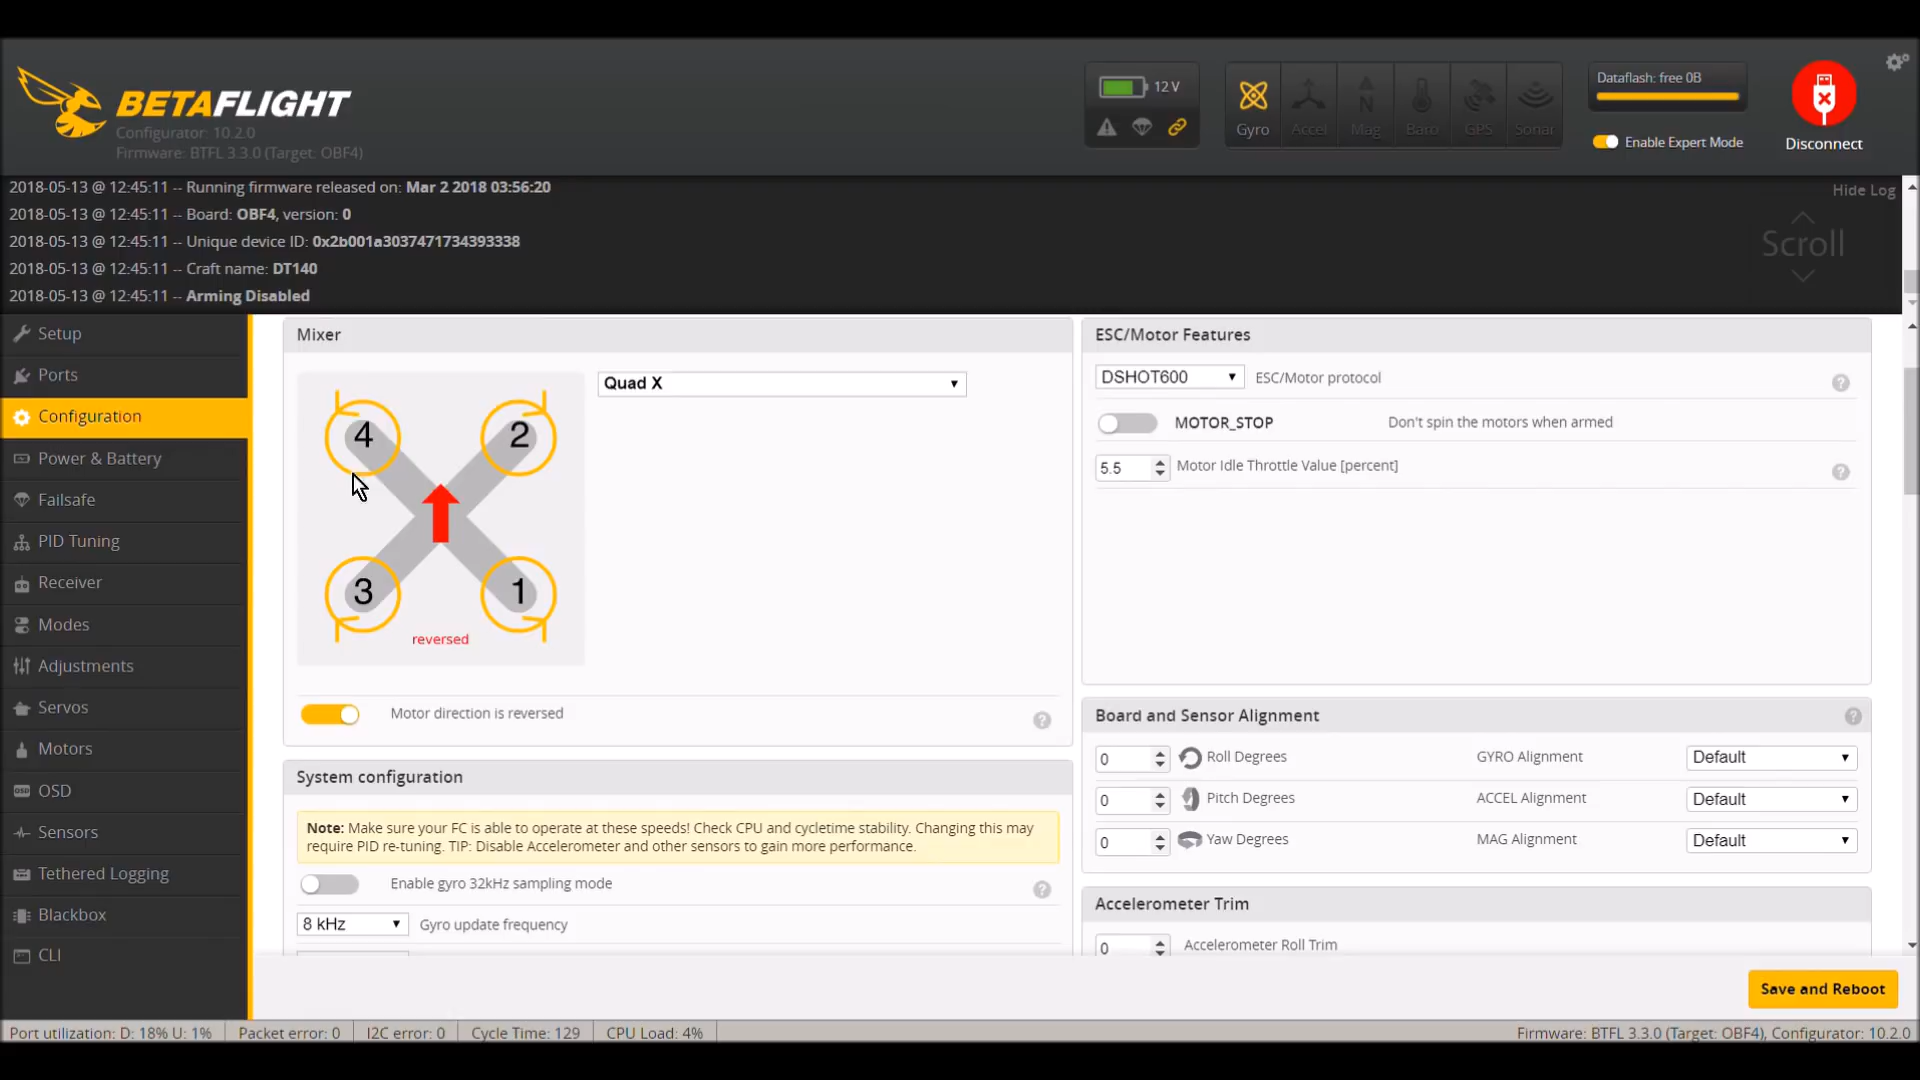 BETAFLIGHT
Configurator: 10.2.0
Firmware: BTFL 3.3.0 (Target: OBF4)
12 V
Gyro
Accel
Mag
Baro
GPS
Sonar
Dataflash: free 0B
Enable Expert Mode
Disconnect
2018-05-13 @ 12:45:11 -- Running firmware released on: Mar 2 2018 03:56:20
2018-05-13 @ 12:45:11 -- Board: OBF4, version: 0
2018-05-13 @ 12:45:11 -- Unique device ID: 0x2b001a3037471734393338
2018-05-13 @ 12:45:11 -- Craft name: DT140
2018-05-13 @ 12:45:11 -- Arming Disabled
Hide Log
Scroll
Setup
Ports
Configuration
Power & Battery
Failsafe
PID Tuning
Receiver
Modes
Adjustments
Servos
Motors
OSD
Sensors
Tethered Logging
Blackbox
CLI
Mixer
Quad X
4
2
3
1
reversed
Motor direction is reversed
System configuration
Note: Make sure your FC is able to operate at these speeds! Check CPU and cycletime stability. Changing this may
require PID re-tuning. TIP: Disable Accelerometer and other sensors to gain more performance.
Enable gyro 32kHz sampling mode
8 kHz Gyro update frequency
ESC/Motor Features
DSHOT600 ESC/Motor protocol
MOTOR_STOP Don't spin the motors when armed
5.5 Motor Idle Throttle Value [percent]
Board and Sensor Alignment
0 Roll Degrees GYRO Alignment Default
0 Pitch Degrees ACCEL Alignment Default
0 Yaw Degrees MAG Alignment Default
Accelerometer Trim
0 Accelerometer Roll Trim
Save and Reboot
Port utilization: D: 18% U: 1% Packet error: 0 I2C error: 0 Cycle Time: 129 CPU Load: 4% Firmware: BTFL 3.3.0 (Target: OBF4), Configurator: 10.2.0